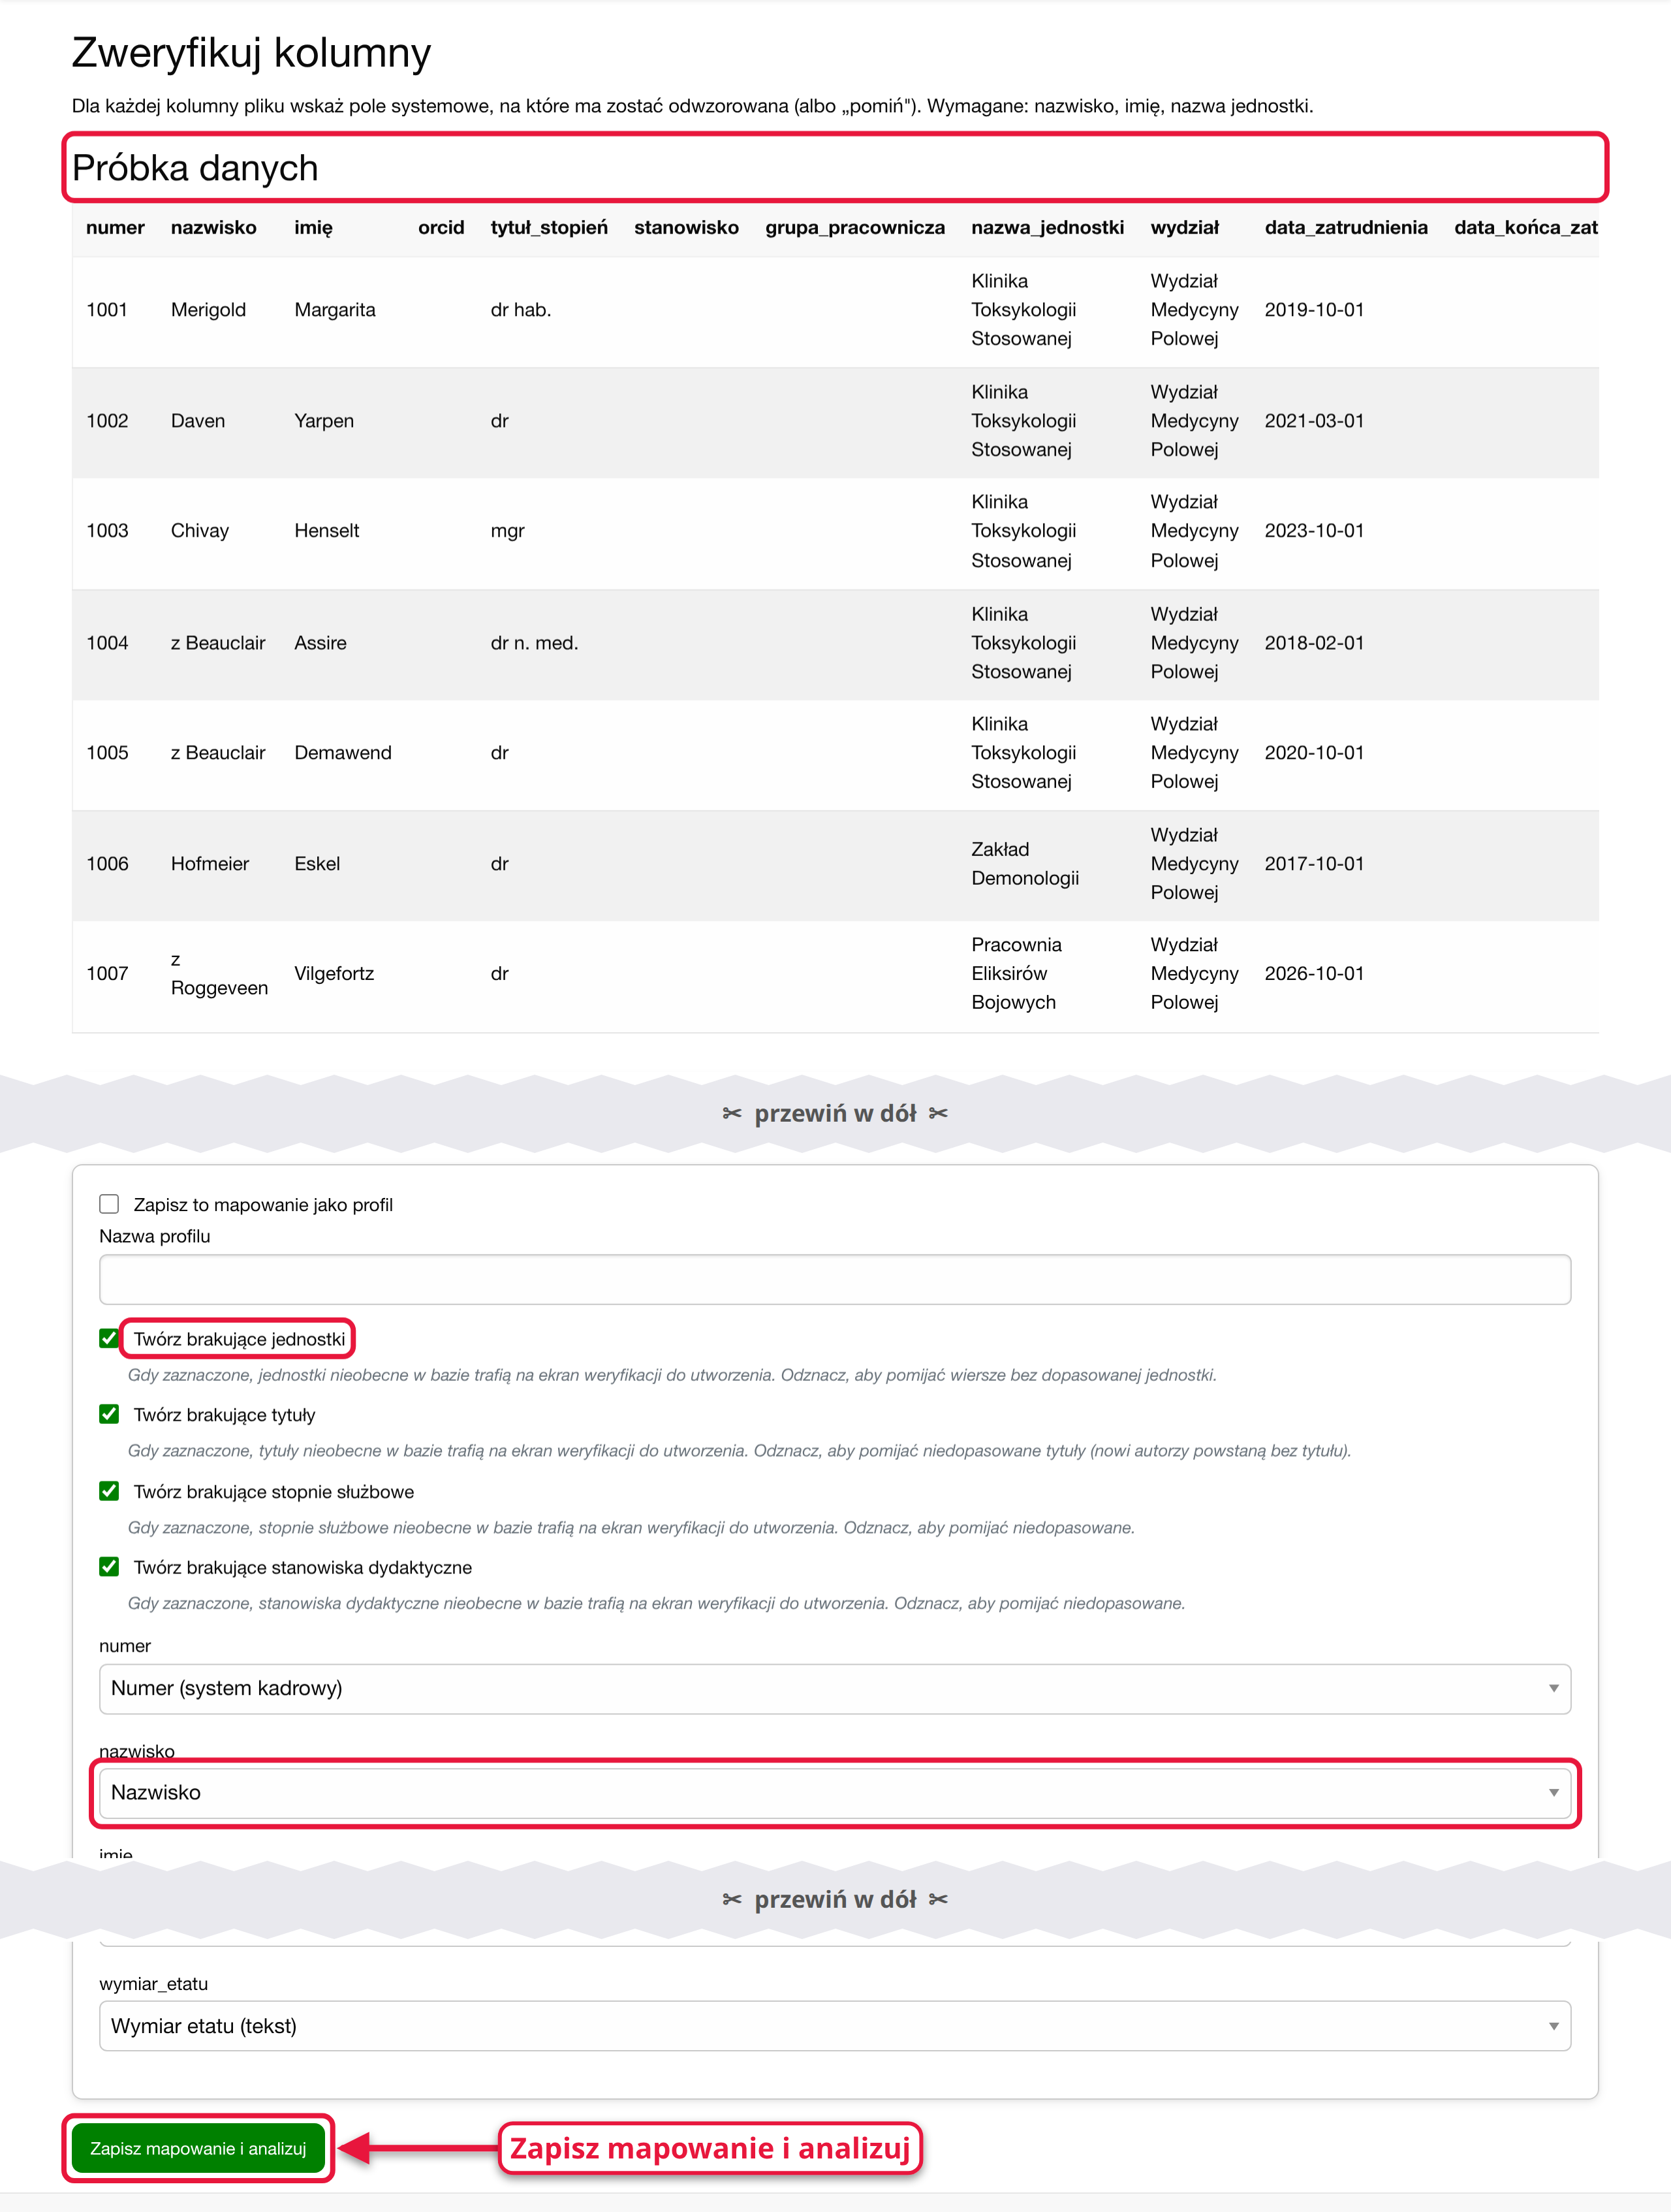 Zweryfikuj kolumny
Dla każdej kolumny pliku wskaż pole systemowe, na które ma zostać odwzorowana (albo „pomiń"). Wymagane: nazwisko, imię, nazwa jednostki.
Próbka danych
numer nazwisko imię orcid tytuł_stopień stanowisko grupa_pracownicza nazwa_jednostki wydział data_zatrudnienia data_końca_zat
1001 Merigold Margarita dr hab. Klinika Toksykologii Stosowanej Wydział Medycyny Polowej 2019-10-01
1002 Daven Yarpen dr Klinika Toksykologii Stosowanej Wydział Medycyny Polowej 2021-03-01
1003 Chivay Henselt mgr Klinika Toksykologii Stosowanej Wydział Medycyny Polowej 2023-10-01
1004 z Beauclair Assire dr n. med. Klinika Toksykologii Stosowanej Wydział Medycyny Polowej 2018-02-01
1005 z Beauclair Demawend dr Klinika Toksykologii Stosowanej Wydział Medycyny Polowej 2020-10-01
1006 Hofmeier Eskel dr Zakład Demonologii Wydział Medycyny Polowej 2017-10-01
1007 z Roggeveen Vilgefortz dr Pracownia Eliksirów Bojowych Wydział Medycyny Polowej 2026-10-01
✂ przewiń w dół ✂
Zapisz to mapowanie jako profil
Nazwa profilu
Twórz brakujące jednostki
Gdy zaznaczone, jednostki nieobecne w bazie trafią na ekran weryfikacji do utworzenia. Odznacz, aby pomijać wiersze bez dopasowanej jednostki.
Twórz brakujące tytuły
Gdy zaznaczone, tytuły nieobecne w bazie trafią na ekran weryfikacji do utworzenia. Odznacz, aby pomijać niedopasowane tytuły (nowi autorzy powstaną bez tytułu).
Twórz brakujące stopnie służbowe
Gdy zaznaczone, stopnie służbowe nieobecne w bazie trafią na ekran weryfikacji do utworzenia. Odznacz, aby pomijać niedopasowane.
Twórz brakujące stanowiska dydaktyczne
Gdy zaznaczone, stanowiska dydaktyczne nieobecne w bazie trafią na ekran weryfikacji do utworzenia. Odznacz, aby pomijać niedopasowane.
numer
Numer (system kadrowy)
nazwisko
Nazwisko
imię
✂ przewiń w dół ✂
wymiar_etatu
Wymiar etatu (tekst)
Zapisz mapowanie i analizuj
Zapisz mapowanie i analizuj